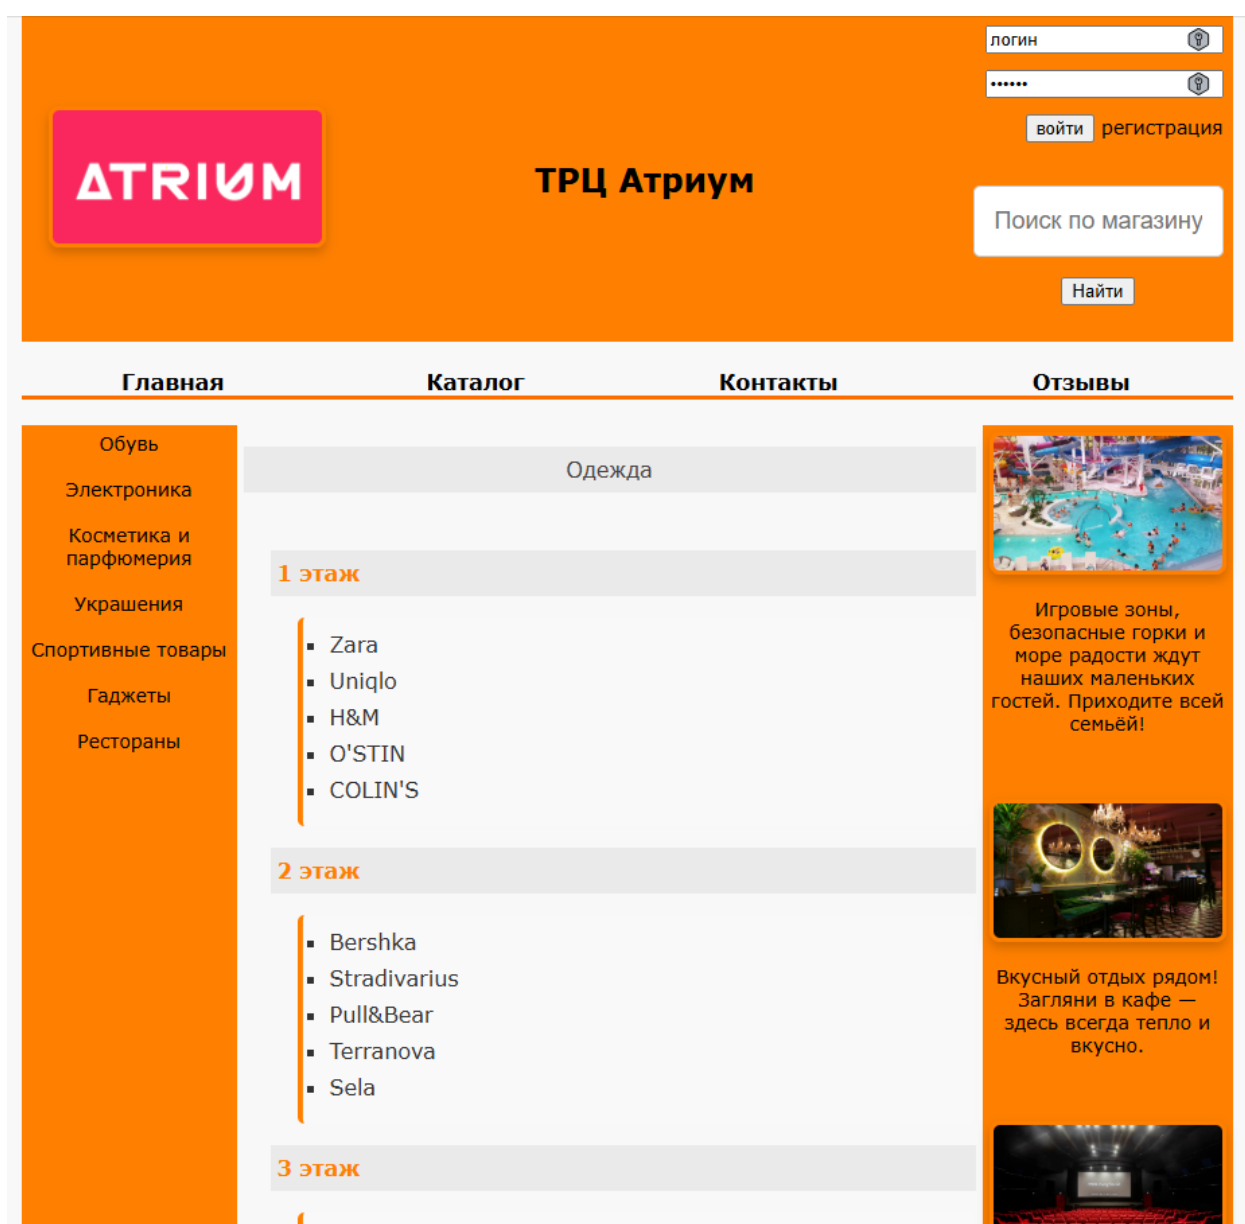 логин
••••••
войти регистрация
ATRIUM
ТРЦ Атриум
Поиск по магазину
Найти
Главная Каталог Контакты Отзывы
Обувь
Электроника
Косметика и
парфюмерия
Украшения
Спортивные товары
Гаджеты
Рестораны
Одежда
1 этаж
Zara
Uniqlo
H&M
O'STIN
COLIN'S
2 этаж
Bershka
Stradivarius
Pull&Bear
Terranova
Sela
3 этаж
Игровые зоны,
безопасные горки и
море радости ждут
наших маленьких
гостей. Приходите всей
семьёй!
Вкусный отдых рядом!
Загляни в кафе —
здесь всегда тепло и
вкусно.